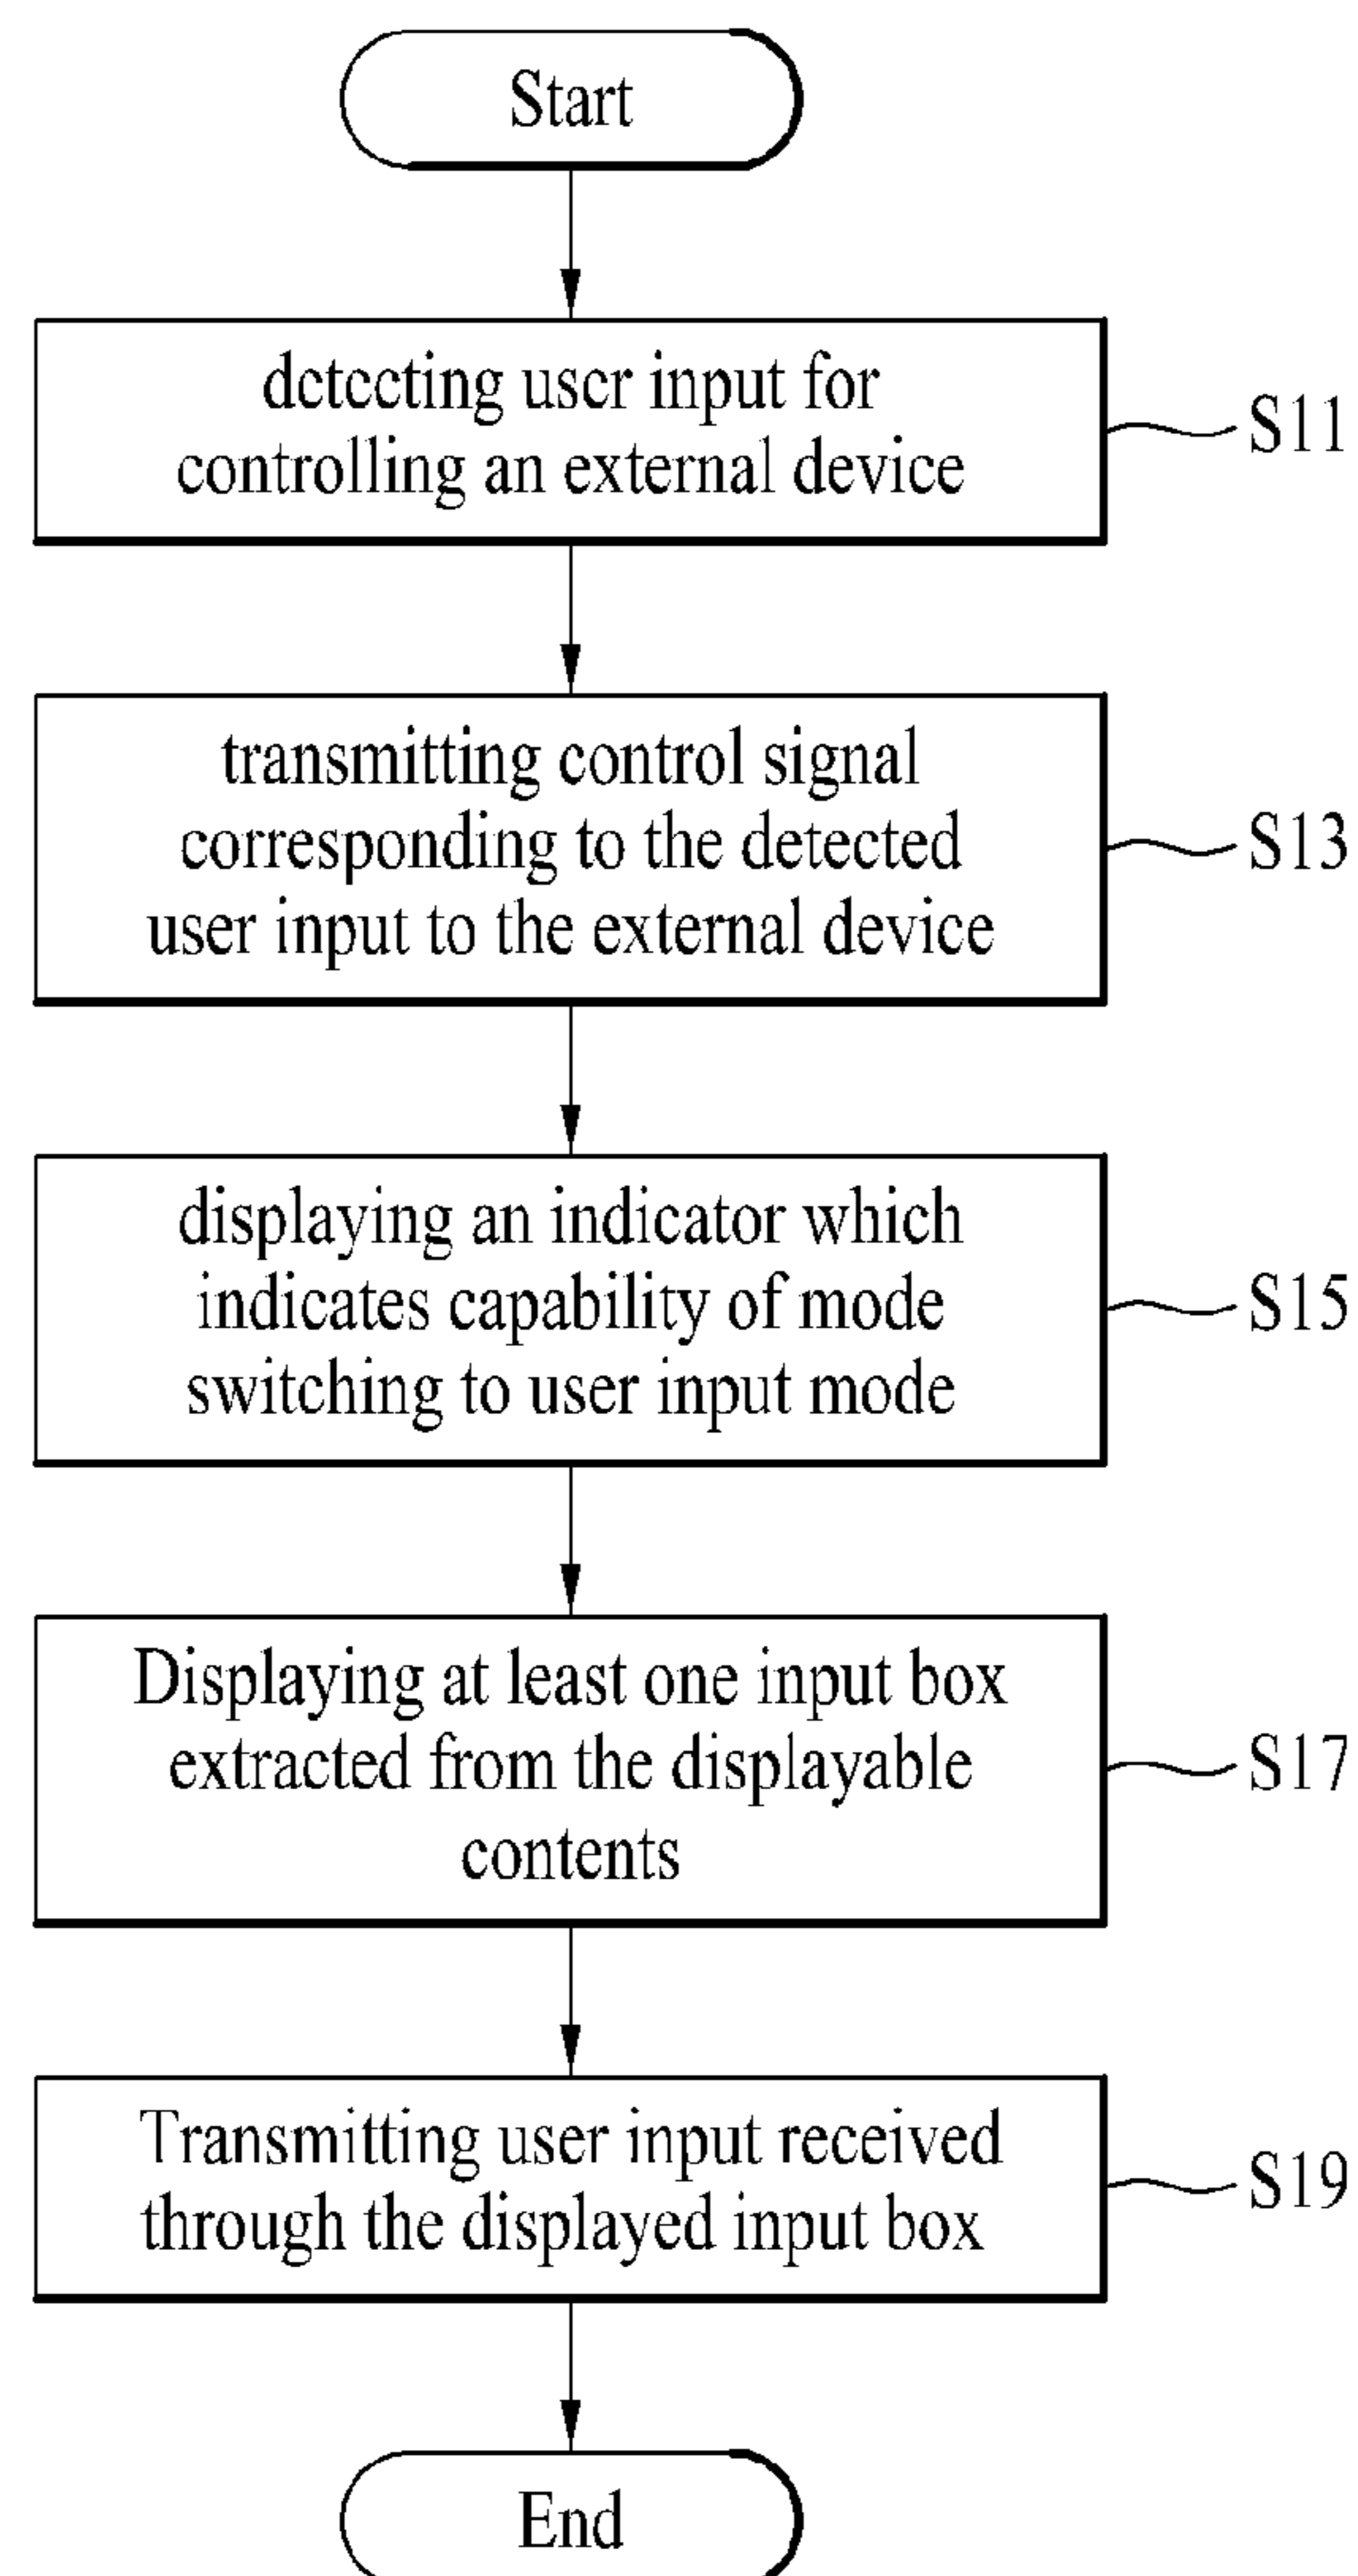 Start
detecting user input for
controlling an external device
S11
transmitting control signal
corresponding to the detected
user input to the external device
S13
displaying an indicator which
indicates capability of mode
switching to user input mode
S15
Displaying at least one input box
extracted from the displayable
contents
S17
Transmitting user input received
through the displayed input box
S19
End